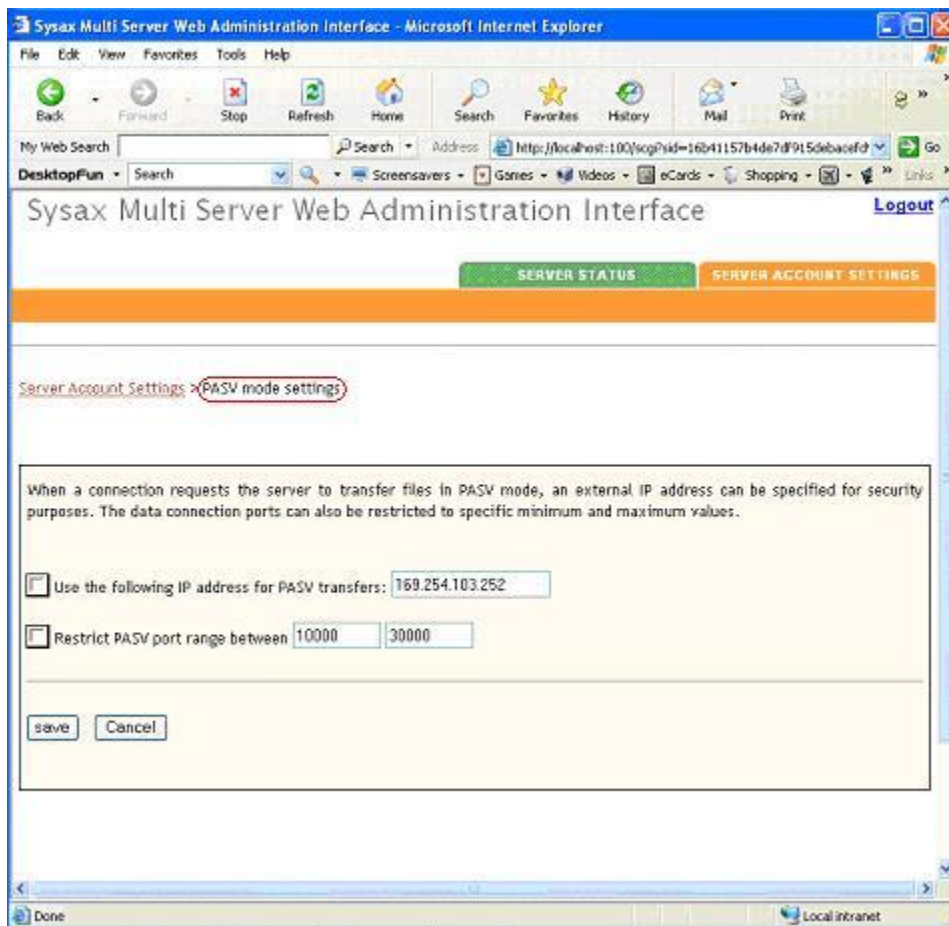 Sysax Multi Server Web Administration Interface - Microsoft Internet Explorer
File Edit View Favorites Tools Help
Back Forward Stop Refresh Home Search Favorites History Mail Print
My Web Search Search Address http://localhost:100/scgi?sid=16b41157b4de7df915debacefd Go
DesktopFun Search Screensavers Games Videos eCards Shopping Links
Sysax Multi Server Web Administration Interface Logout
SERVER STATUS SERVER ACCOUNT SETTINGS
Server Account Settings > PASV mode settings
When a connection requests the server to transfer files in PASV mode, an external IP address can be specified for security
purposes. The data connection ports can also be restricted to specific minimum and maximum values.
Use the following IP address for PASV transfers: 169.254.103.252
Restrict PASV port range between 10000 30000
save Cancel
Done Local intranet